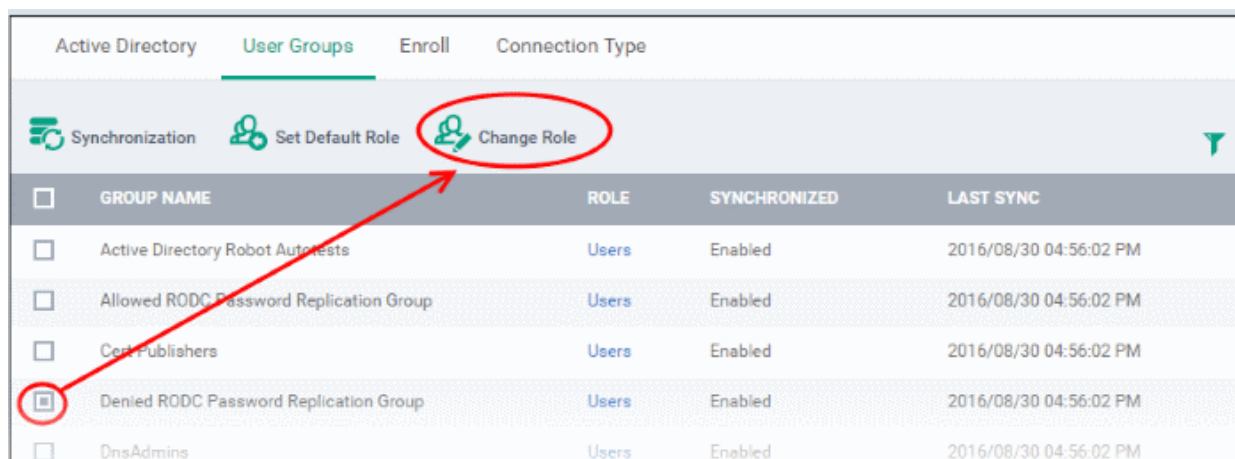 Active Directory User Groups Enroll Connection Type
Synchronization Set Default Role Change Role
GROUP NAME ROLE SYNCHRONIZED LAST SYNC
Active Directory Robot Autotests Users Enabled 2016/08/30 04:56:02 PM
Allowed RODC Password Replication Group Users Enabled 2016/08/30 04:56:02 PM
Cert Publishers Users Enabled 2016/08/30 04:56:02 PM
Denied RODC Password Replication Group Users Enabled 2016/08/30 04:56:02 PM
DnsAdmins Users Enabled 2016/08/30 04:56:02 PM